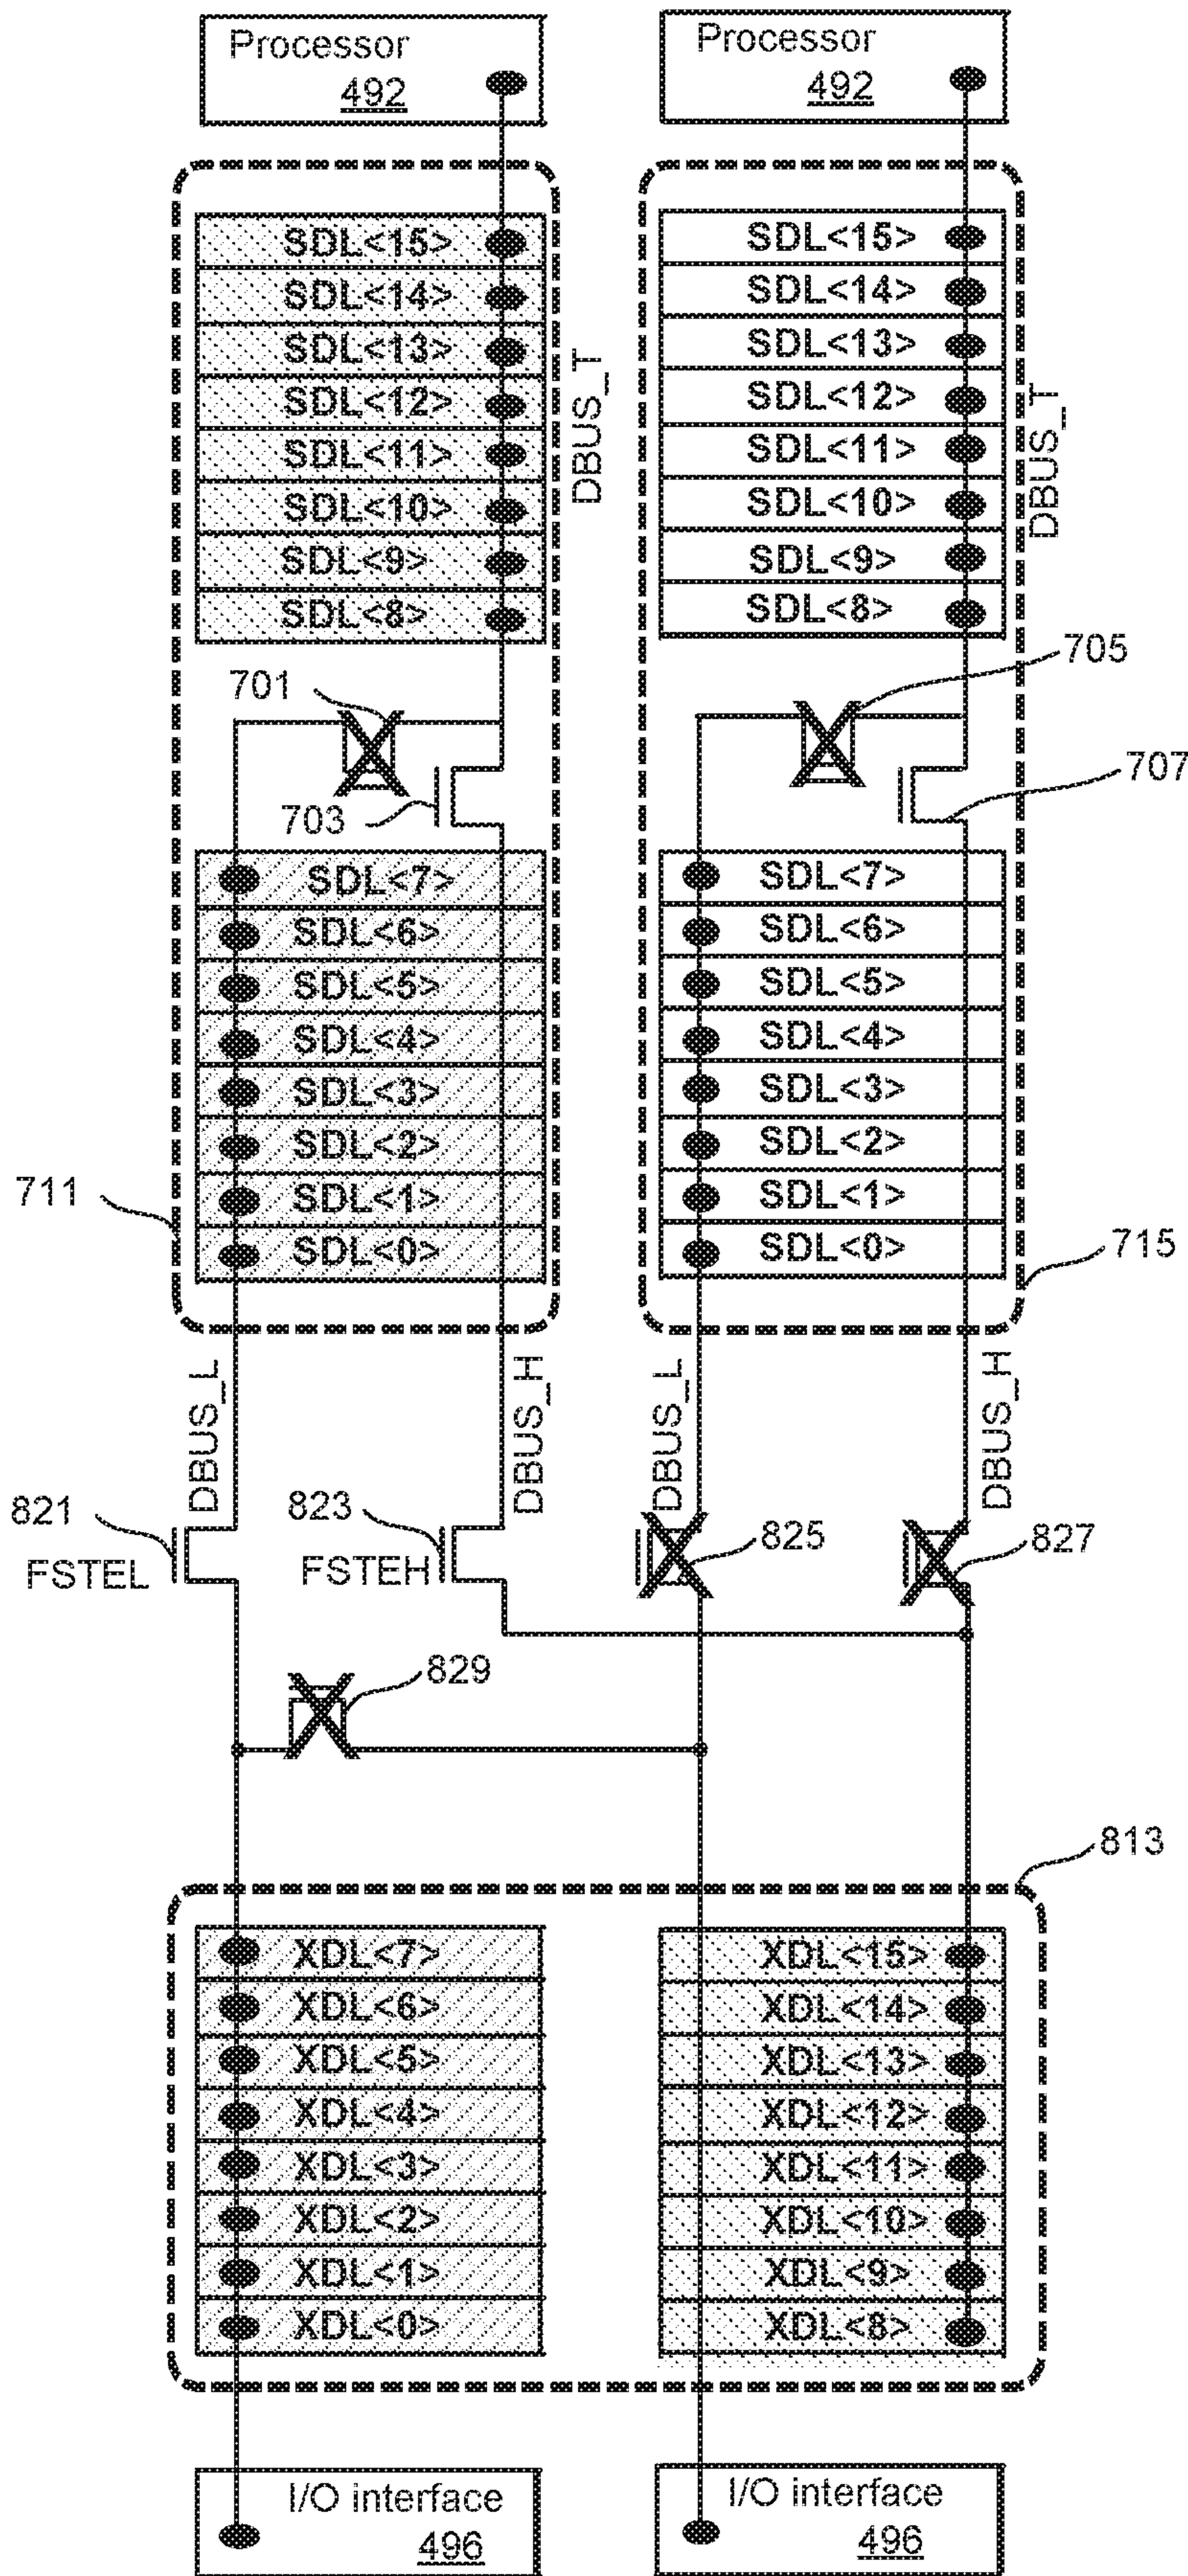 Processor
492
Processor
492
SDL<15>
SDL<14>
SDL<13>
SDL<12>
SDL<11>
SDL<10>
SDL<9>
SDL<8>
DBUS_T
SDL<15>
SDL<14>
SDL<13>
SDL<12>
SDL<11>
SDL<10>
SDL<9>
SDL<8>
DBUS_T
701
703
705
707
SDL<7>
SDL<6>
SDL<5>
SDL<4>
SDL<3>
SDL<2>
SDL<1>
SDL<0>
711
SDL<7>
SDL<6>
SDL<5>
SDL<4>
SDL<3>
SDL<2>
SDL<1>
SDL<0>
715
DBUS_L
DBUS_H
DBUS_L
DBUS_H
821
FSTEL
823
FSTEH
825
827
829
813
XDL<7>
XDL<6>
XDL<5>
XDL<4>
XDL<3>
XDL<2>
XDL<1>
XDL<0>
XDL<15>
XDL<14>
XDL<13>
XDL<12>
XDL<11>
XDL<10>
XDL<9>
XDL<8>
I/O interface
496
I/O interface
496